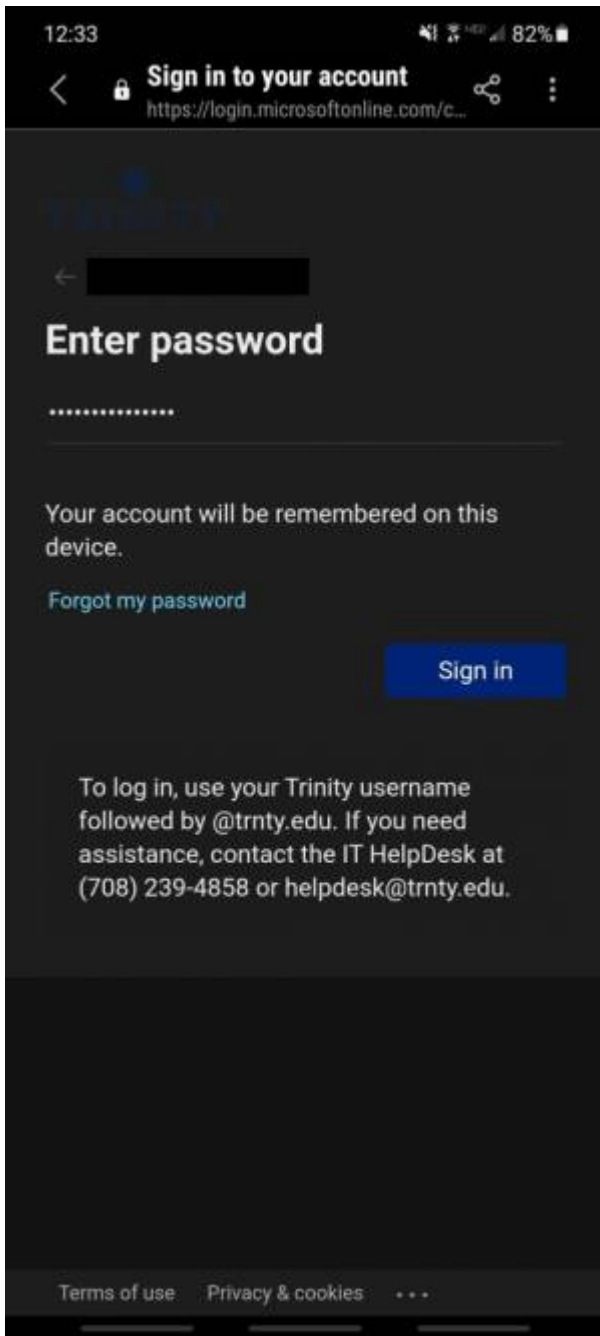 12:33
82%
Sign in to your account
https://login.microsoftonline.com/c...
TRINITY
Enter password
Your account will be remembered on this
device.
Forgot my password
Sign in
To log in, use your Trinity username
followed by @trnty.edu. If you need
assistance, contact the IT HelpDesk at
(708) 239-4858 or helpdesk@trnty.edu.
Terms of use Privacy & cookies ...